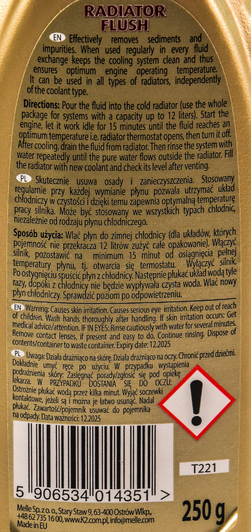 RADIATOR
FLUSH
EN Effectively removes sediments and
impurities. When used regularly in every fluid
exchange keeps the cooling system clean and thus
ensures optimum engine operating temperature.
It can be used in all types of radiators, independently
of the coolant type.
Directions: Pour the fluid into the cold radiator (use the whole
package for systems with a capacity up to 12 liters). Start the
engine, let it work idle for 15 minutes until the fluid reaches an
optimum temperature i.e. radiator thermostat opens, then turn it off.
After cooling, drain the fluid from radiator. Then rinse the system with
water repeatedly until the pure water flows outside the radiator. Fill
the radiator with new coolant and check its level after venting.
PL Skutecznie usuwa osady i zanieczyszczenia. Stosowany
regularnie przy każdej wymianie płynu pozwala utrzymać układ
chłodniczy w czystości i dzięki temu zapewnia optymalną temperaturę
pracy silnika. Może być stosowany we wszystkich typach chłodnic,
niezależnie od rodzaju płynu chłodniczego.
Sposób użycia: Wlać płyn do zimnej chłodnicy (dla układów, których
pojemność nie przekracza 12 litrów zużyć całe opakowanie). Włączyć
silnik, pozostawić na minimum 15 minut od osiągnięcia pełnej
temperatury płynu, tj. otwarcia się termostatu. Wyłączyć silnik.
Po ostygnięciu spuścić płyn z chłodnicy. Następnie płukać układ wodą tyle
razy, dopóki z chłodnicy nie będzie wypływała czysta woda. Wlać nowy
płyn chłodniczy. Sprawdzić poziom po odpowietrzeniu.
EN Warning: Causes skin irritation. Causes serious eye irritation. Keep out of reach
of children. Wash hands thoroughly after handling. If skin irritation occurs: Get
medical advice/attention. IF IN EYES: Rinse cautiously with water for several minutes.
Remove contact lenses, if present and easy to do. Continue rinsing. Dispose of
contents/container to waste container. Expiry date: 12.2025
PL Uwaga: Działa drażniąco na skórę. Działa drażniąco na oczy. Chronić przed dziećmi.
Dokładnie umyć ręce po użyciu. W przypadku wystąpienia
podrażnienia skóry: Zasięgnąć porady/zgłosić się pod opiekę
lekarza. W PRZYPADKU DOSTANIA SIĘ DO OCZU:
Ostrożnie płukać wodą przez kilka minut. Wyjąć soczewki
kontaktowe, jeżeli są i można je łatwo usunąć. Nadal
płukać. Zawartość/pojemnik usuwać do pojemnika
na odpady. Data ważności: 12.2025
T221
5 906534 014351 >
Melle Sp. z o.o., Stary Staw 9, 63-400 Ostrów Wlkp.,
+48 62 735 16 00, www.K2.com.pl, info@melle.com
Made in EU
250 g